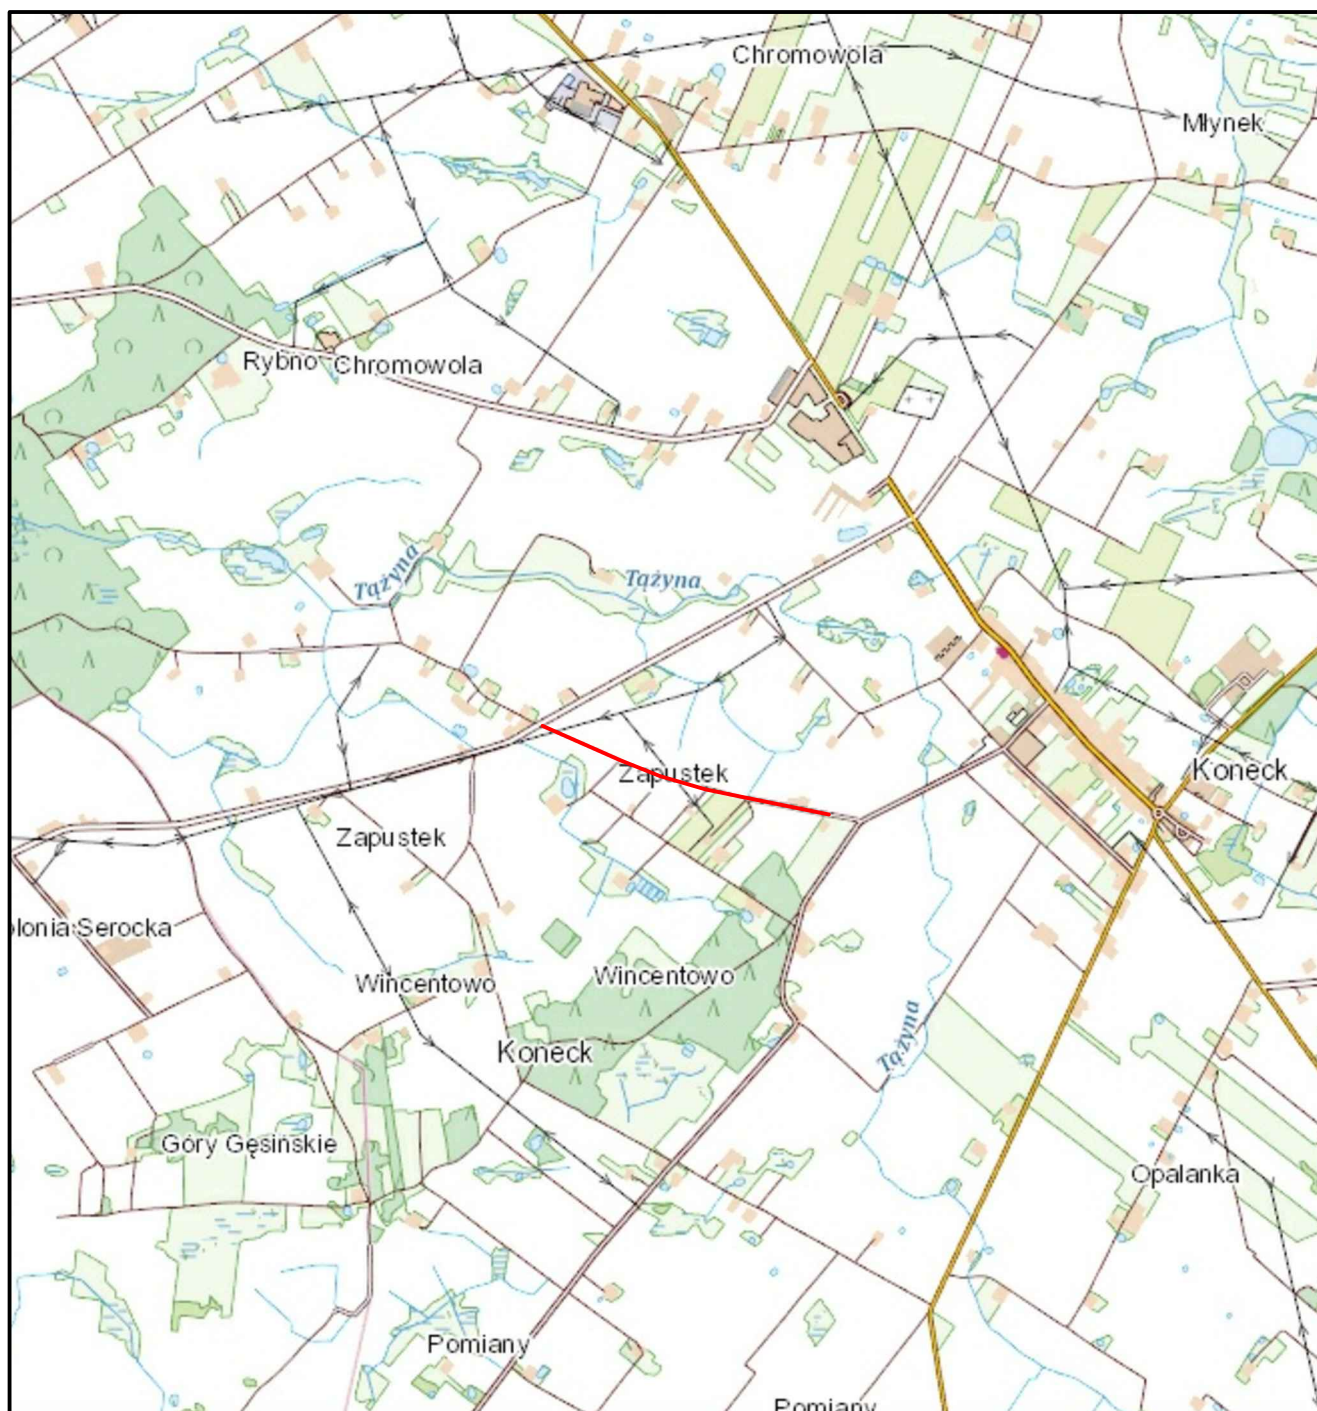 Chromowola
Młynek
Rybno
Chromowola
Tążyna
Tążyna
Zapustek
Koneck
Zapustek
olonia Serocka
Wincentowo
Wincentowo
Koneck
Tążyna
Góry Gęsińskie
Opalanka
Pomiany
Pomiany